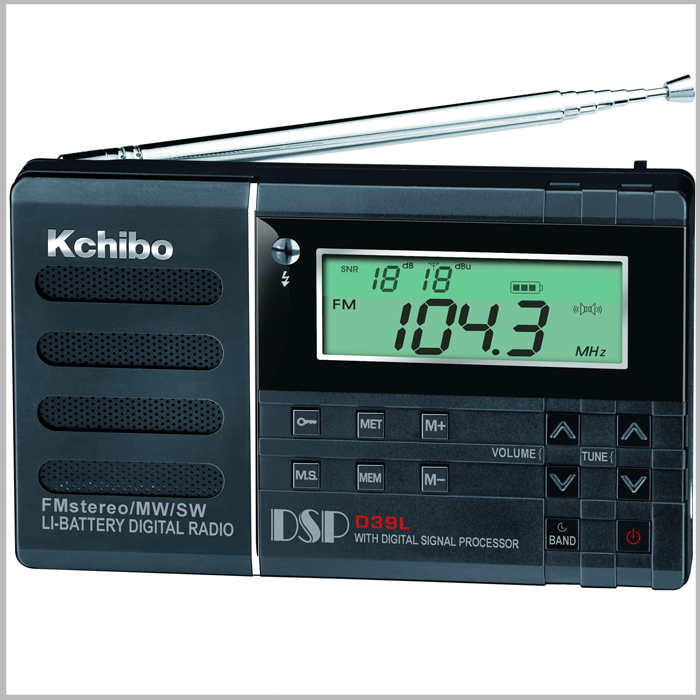 Kchibo
SNR 18 dB 18 dBu
FM 104.3 MHz
MET M+
VOLUME TUNE
M.S. MEM M–
FMstereo/MW/SW
LI-BATTERY DIGITAL RADIO
DSP D39L
WITH DIGITAL SIGNAL PROCESSOR
BAND